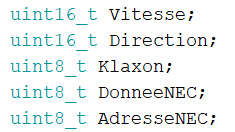 uint16_t Vitesse;
uint16_t Direction;
uint8_t Klaxon;
uint8_t DonneeNEC;
uint8_t AdresseNEC;